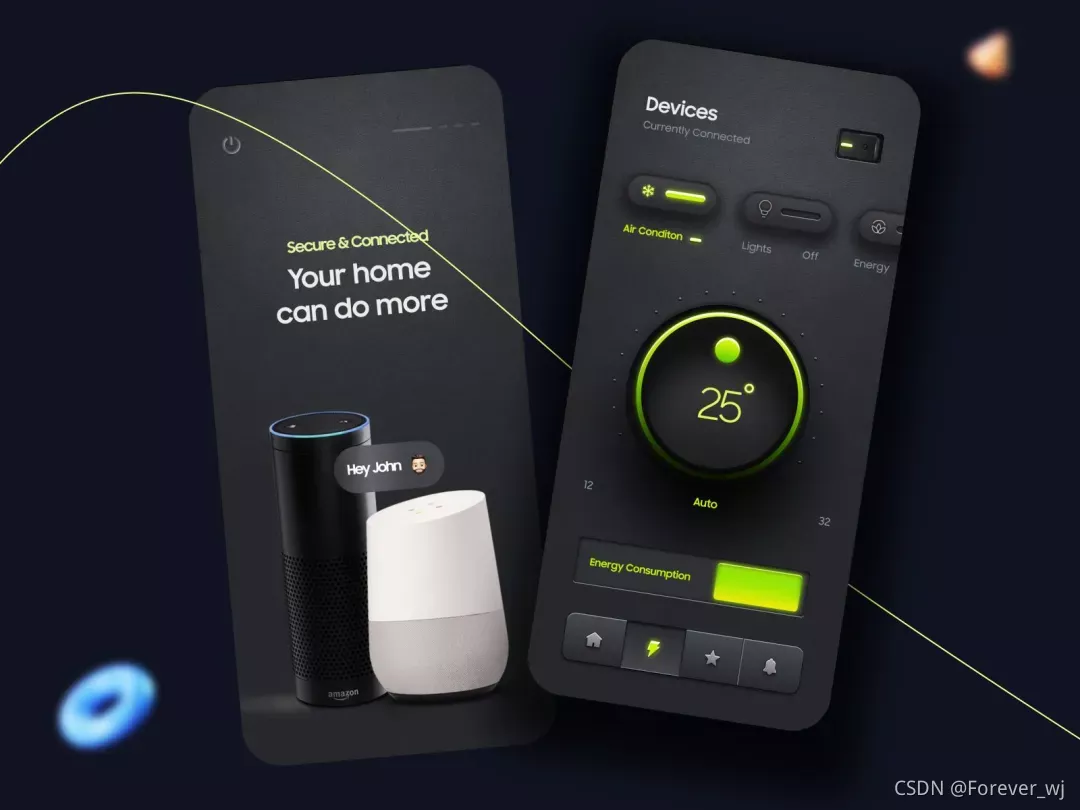 Secure & Connected
Your home
can do more
Hey John
amazon
Devices
Currently Connected
Air Conditon
Lights
Off
Energy
25°
12
Auto
32
Energy Consumption
CSDN @Forever_wj